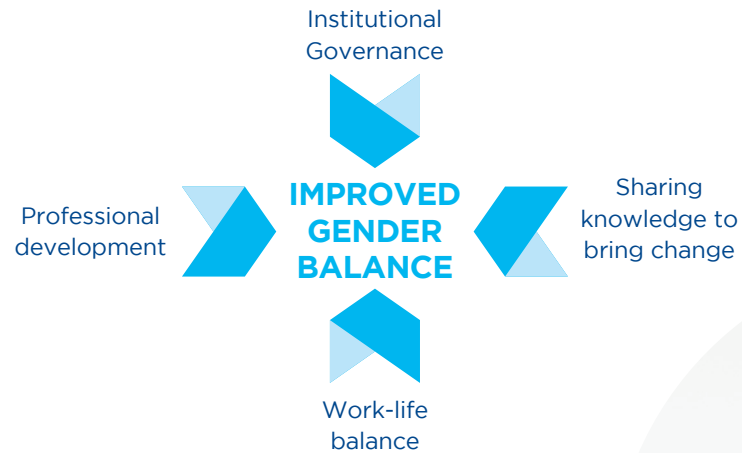 Institutional
Governance
Professional
development
IMPROVED
GENDER
BALANCE
Sharing
knowledge to
bring change
Work-life
balance